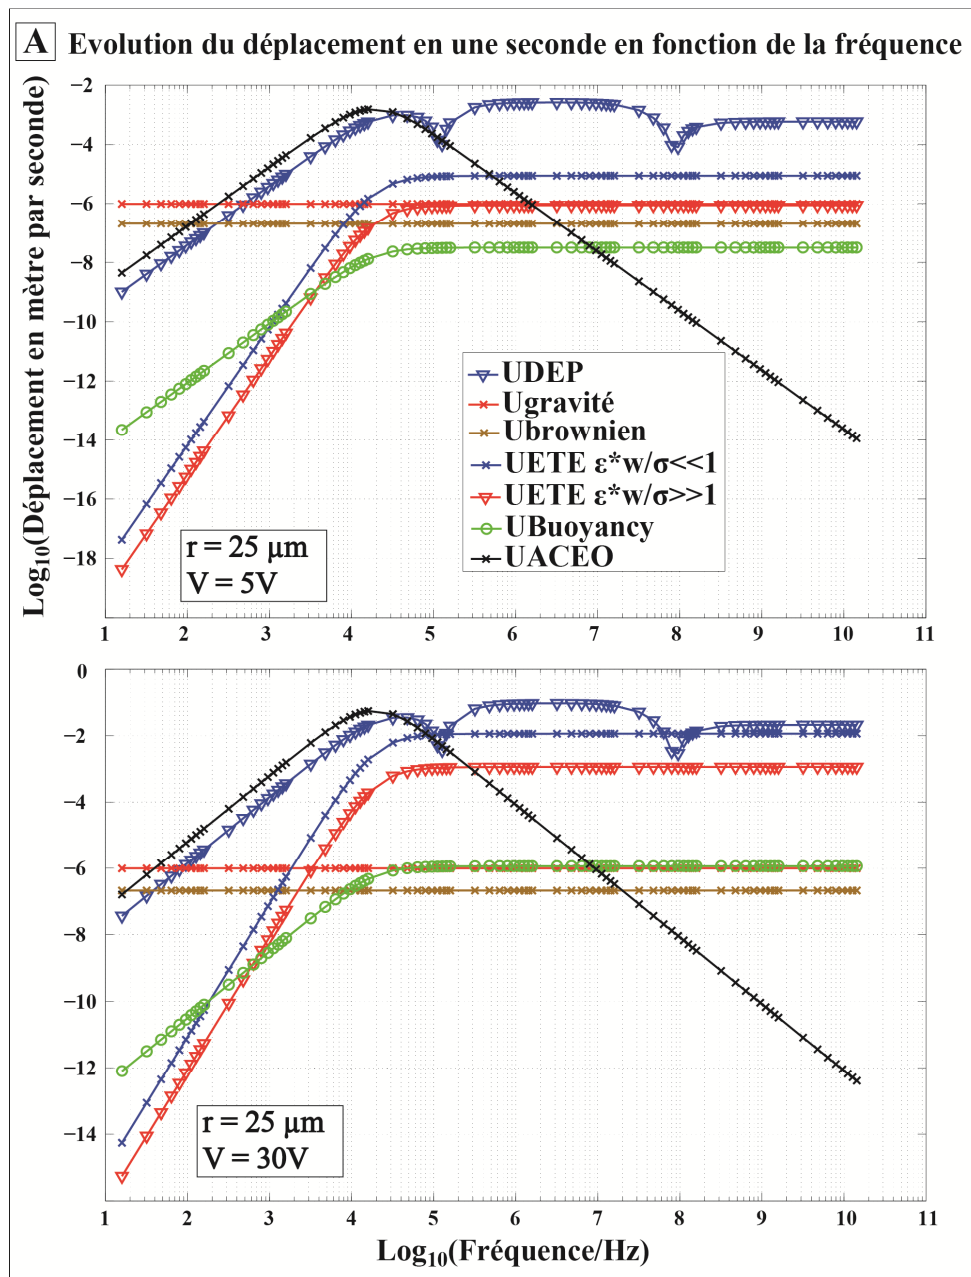 A Evolution du déplacement en une seconde en fonction de la fréquence
Log10(Déplacement en mètre par seconde)
−2
−4
−6
−8
−10
−12
−14
−16
−18
UDEP
Ugravité
Ubrownien
UETE ε*w/σ<<1
UETE ε*w/σ>>1
UBuoyancy
UACEO
r = 25 µm
V = 5V
1 2 3 4 5 6 7 8 9 10 11
0
−2
−4
−6
−8
−10
−12
−14
r = 25 µm
V = 30V
1 2 3 4 5 6 7 8 9 10 11
Log10(Fréquence/Hz)